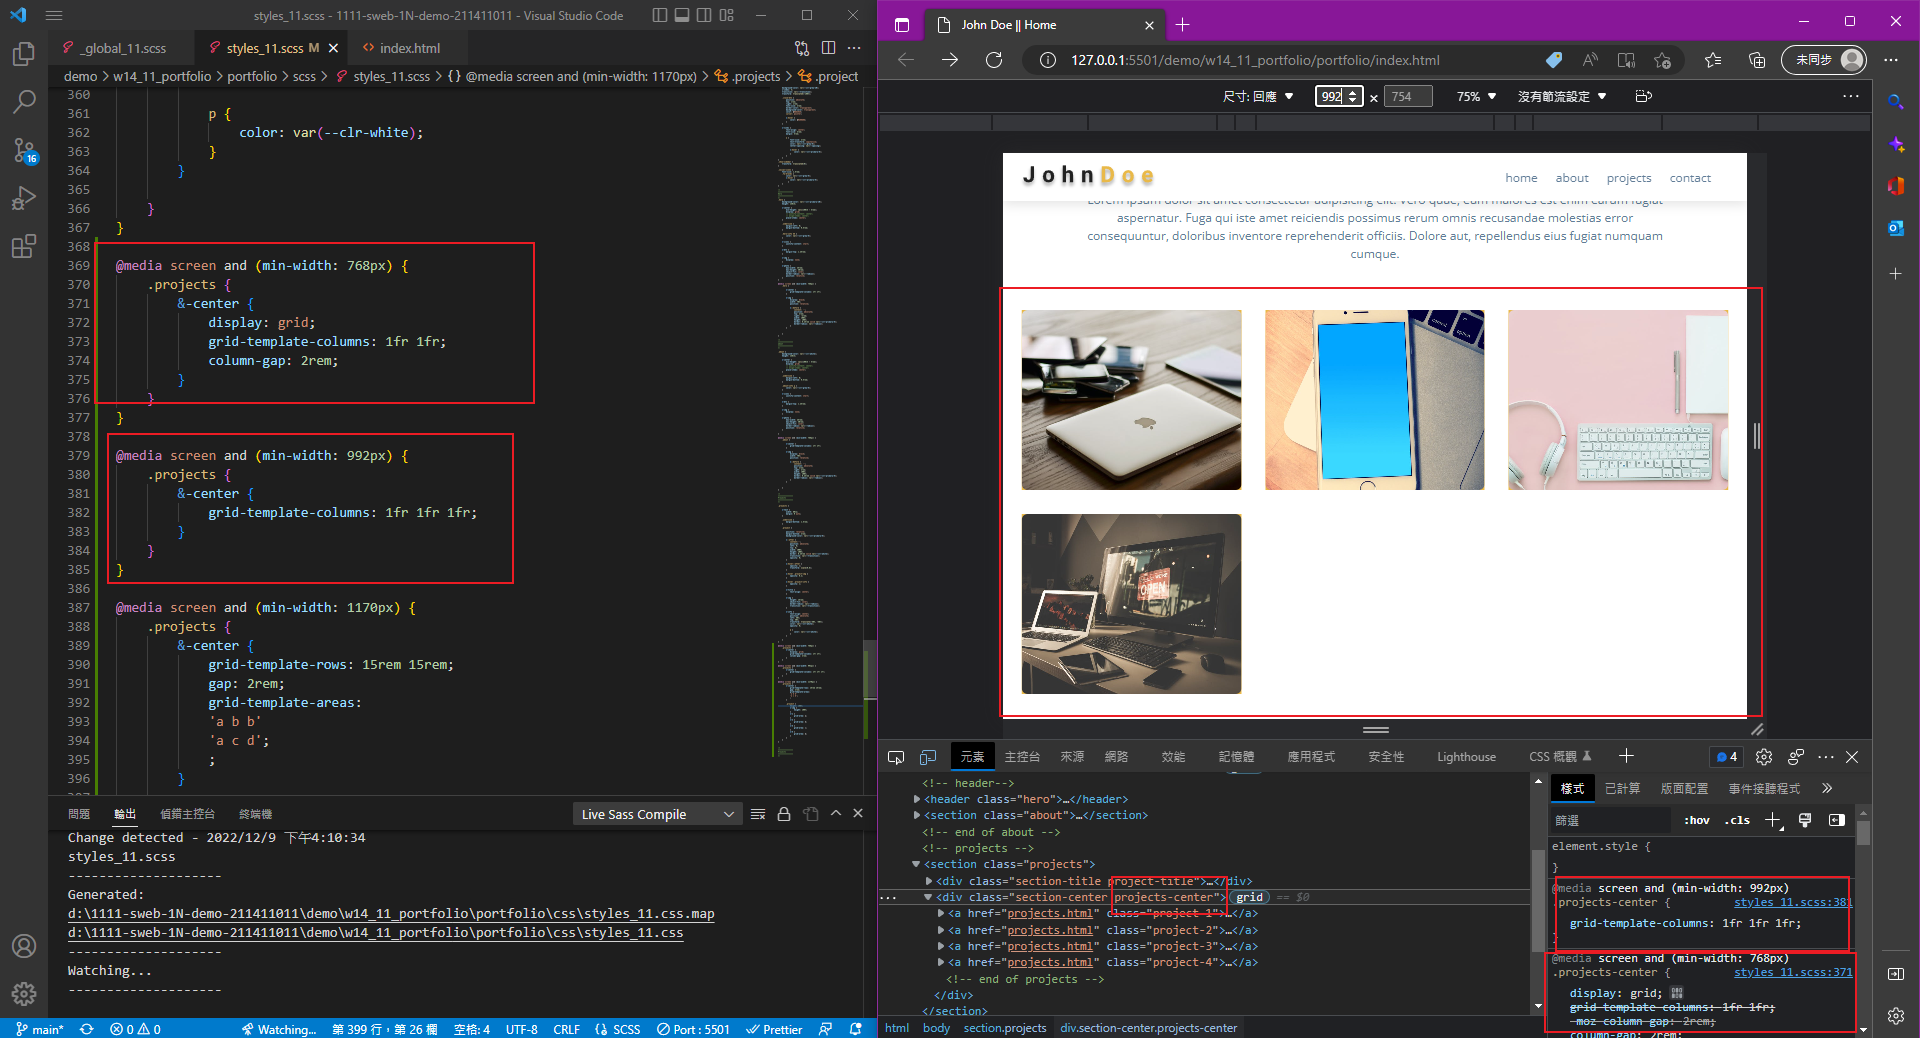 styles_11.scss - 1111-sweb-1N-demo-211411011 - Visual Studio Code
_global_11.scss
styles_11.scss M
index.html
demo > w14_11_portfolio > portfolio > scss > styles_11.scss > {} @media screen and (min-width: 1170px) > .projects > .project
360
361 p {
362 color: var(--clr-white);
363 }
364 }
365
366 }
367 }
368
369 @media screen and (min-width: 768px) {
370 .projects {
371 &-center {
372 display: grid;
373 grid-template-columns: 1fr 1fr;
374 column-gap: 2rem;
375 }
376 }
377 }
378
379 @media screen and (min-width: 992px) {
380 .projects {
381 &-center {
382 grid-template-columns: 1fr 1fr 1fr;
383 }
384 }
385 }
386
387 @media screen and (min-width: 1170px) {
388 .projects {
389 &-center {
390 grid-template-rows: 15rem 15rem;
391 gap: 2rem;
392 grid-template-areas:
393 'a b b'
394 'a c d';
395 ;
396 }
16
問題 輸出 偵錯主控台 終端機
Live Sass Compile
Change detected - 2022/12/9 下午4:10:34
styles_11.scss
--------------------
Generated:
d:\1111-sweb-1N-demo-211411011\demo\w14_11_portfolio\portfolio\css\styles_11.css.map
d:\1111-sweb-1N-demo-211411011\demo\w14_11_portfolio\portfolio\css\styles_11.css
--------------------
Watching...
--------------------
main* 0 0 Watching... 第 399 行，第 26 欄 空格: 4 UTF-8 CRLF SCSS Port : 5501 Prettier
John Doe || Home
127.0.0.1:5501/demo/w14_11_portfolio/portfolio/index.html
未同步
尺寸: 回應 992 × 754 75% 沒有節流設定
JohnDoe
home about projects contact
Lorem ipsum dolor sit amet consectetur adipisicing elit. Vero quae, eum maiores est enim earum fugiat
aspernatur. Fuga qui iste amet reiciendis possimus rerum omnis recusandae molestias error
consequuntur, doloribus inventore reprehenderit officiis. Dolore aut, repellendus eius fugiat numquam
cumque.
OPEN
元素 主控台 來源 網路 效能 記憶體 應用程式 安全性 Lighthouse CSS 概觀
4
<!-- header-->
<header class="hero">…</header>
<section class="about">…</section>
<!-- end of about -->
<!-- projects -->
<section class="projects">
<div class="section-title project-title">…</div>
<div class="section-center projects-center"> grid == $0
<a href="projects.html" class="project-1">…</a>
<a href="projects.html" class="project-2">…</a>
<a href="projects.html" class="project-3">…</a>
<a href="projects.html" class="project-4">…</a>
<!-- end of projects -->
</div>
</section>
html body section.projects div.section-center.projects-center
樣式 已計算 版面配置 事件接聽程式
篩選 :hov .cls
element.style {
}
@media screen and (min-width: 992px)
.projects-center { styles_11.scss:381
grid-template-columns: 1fr 1fr 1fr;
}
@media screen and (min-width: 768px)
.projects-center { styles_11.scss:371
display: grid;
grid-template-columns: 1fr 1fr;
-moz-column-gap: 2rem;
column-gap: 2rem;